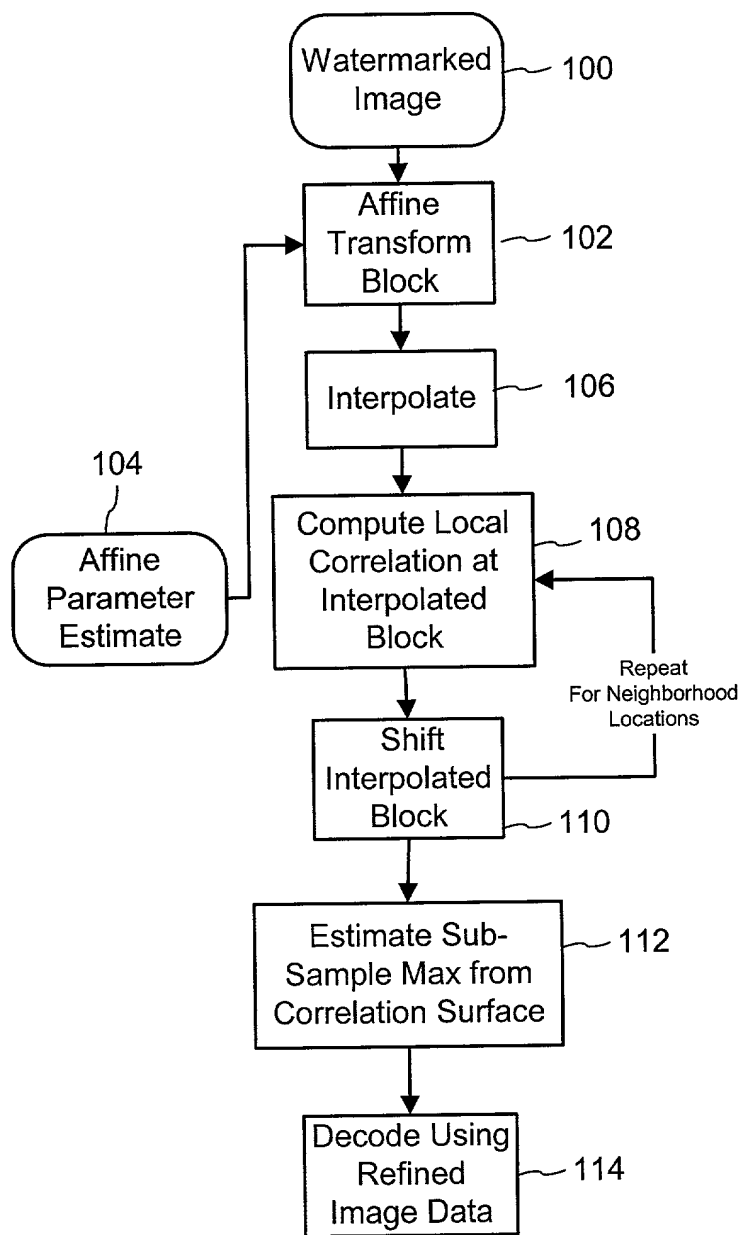 Watermarked
Image
100
Affine
Transform
Block
102
Interpolate
106
104
Affine
Parameter
Estimate
Compute Local
Correlation at
Interpolated
Block
108
Repeat
For Neighborhood
Locations
Shift
Interpolated
Block
110
Estimate Sub-
Sample Max from
Correlation Surface
112
Decode Using
Refined
Image Data
114